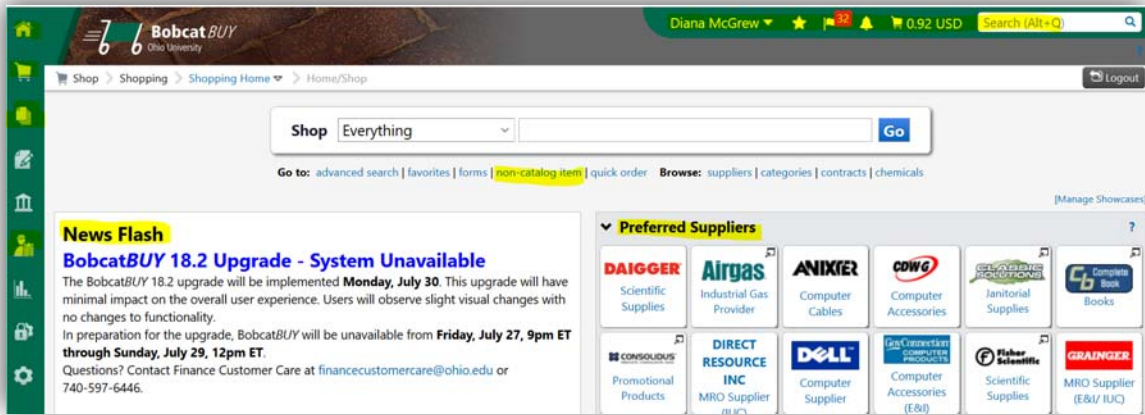 Bobcat BUY
Ohio University
Diana McGrew
32
0.92 USD
Search (Alt+Q)
Shop
Shopping
Shopping Home
Home/Shop
Logout
Shop
Everything
Go
Go to: advanced search | favorites | forms | non-catalog item | quick order Browse: suppliers | categories | contracts | chemicals
[Manage Showcases]
News Flash
BobcatBUY 18.2 Upgrade - System Unavailable
The BobcatBUY 18.2 upgrade will be implemented Monday, July 30. This upgrade will have
minimal impact on the overall user experience. Users will observe slight visual changes with
no changes to functionality.
In preparation for the upgrade, BobcatBUY will be unavailable from Friday, July 27, 9pm ET
through Sunday, July 29, 12pm ET.
Questions? Contact Finance Customer Care at financecustomercare@ohio.edu or
740-597-6446.
Preferred Suppliers
?
DAIGGER
Scientific
Supplies
Airgas
Industrial Gas
Provider
ANIXTER
Computer
Cables
CDWG
Computer
Accessories
CLASSIC
SOLUTIONS
Janitorial
Supplies
Cb Complete
Book
Books
CONSOLIDUS
Promotional
Products
DIRECT
RESOURCE
INC
MRO Supplier
(IUC)
DELL
Computer
Supplier
GovConnection
COMPUTER
PRODUCTS
Computer
Accessories
(E&I)
Fisher
Scientific
Scientific
Supplies
GRAINGER
MRO Supplier
(E&I/ IUC)